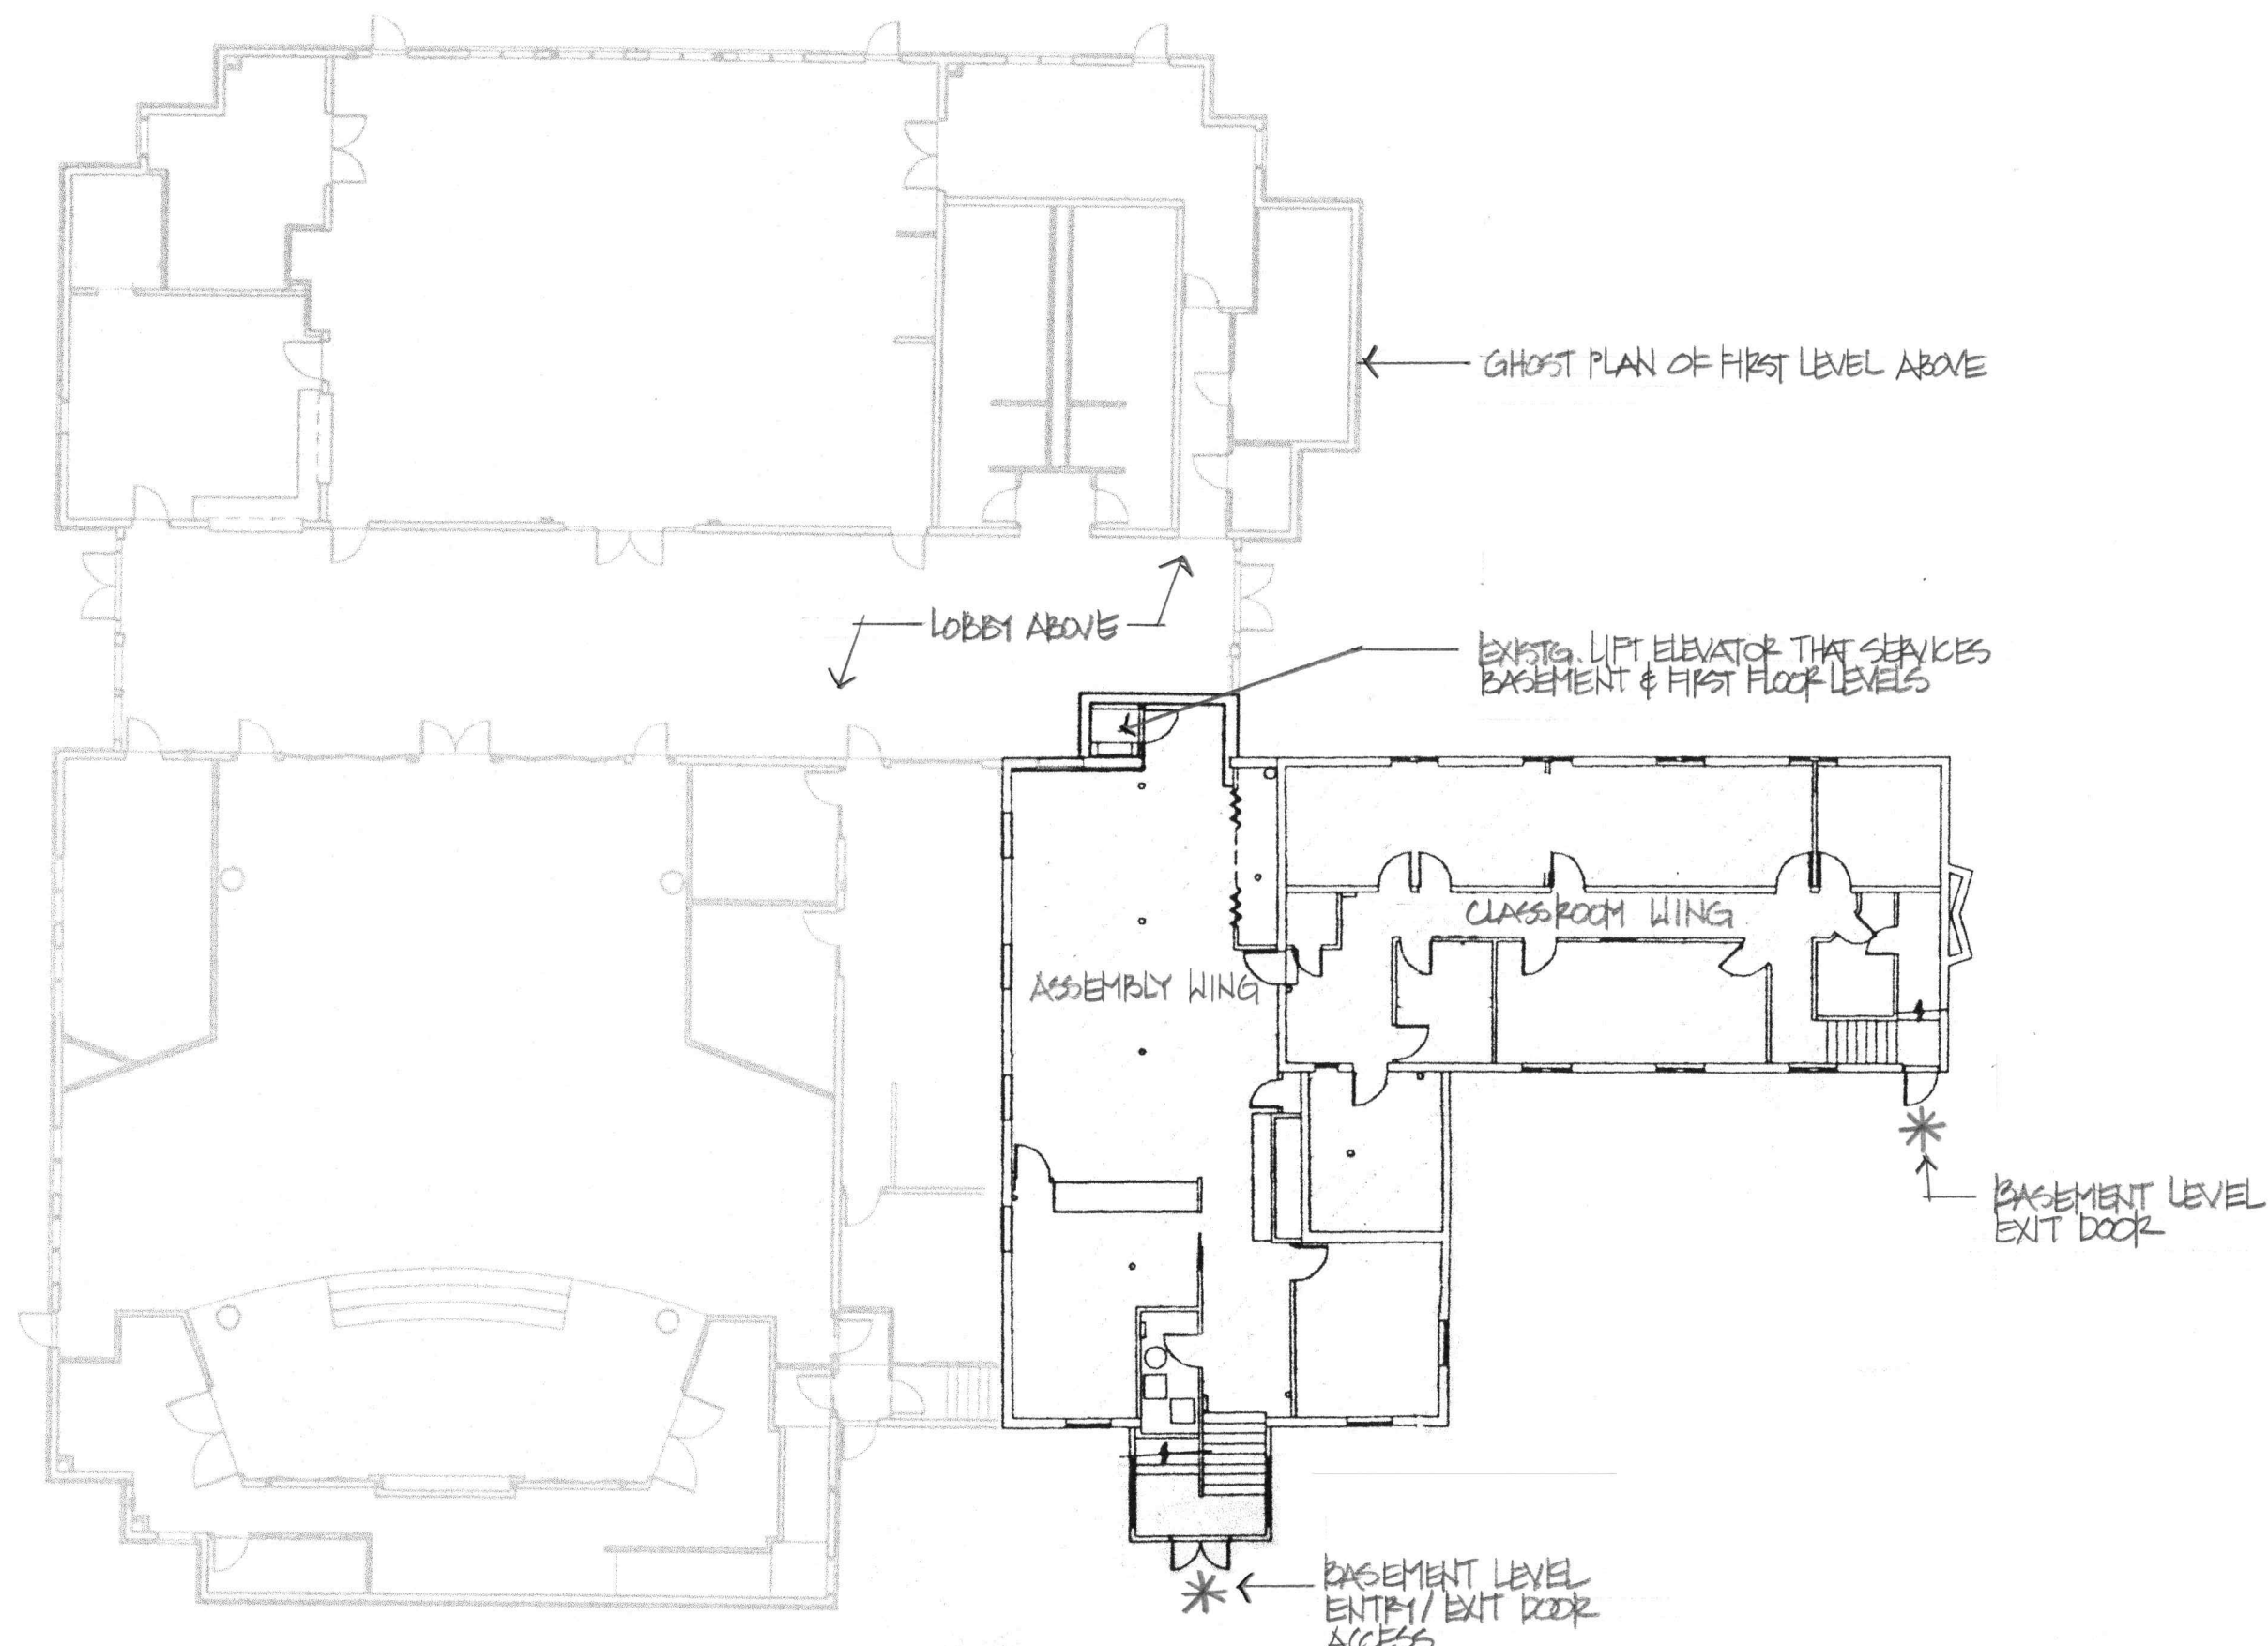 GHOST PLAN OF FIRST LEVEL ABOVE
LOBBY ABOVE
EXISTG. LIFT ELEVATOR THAT SERVICES
BASEMENT & FIRST FLOOR LEVELS
CLASSROOM WING
ASSEMBLY WING
BASEMENT LEVEL
EXIT DOOR
BASEMENT LEVEL
ENTRY/EXIT DOOR
ACCESS